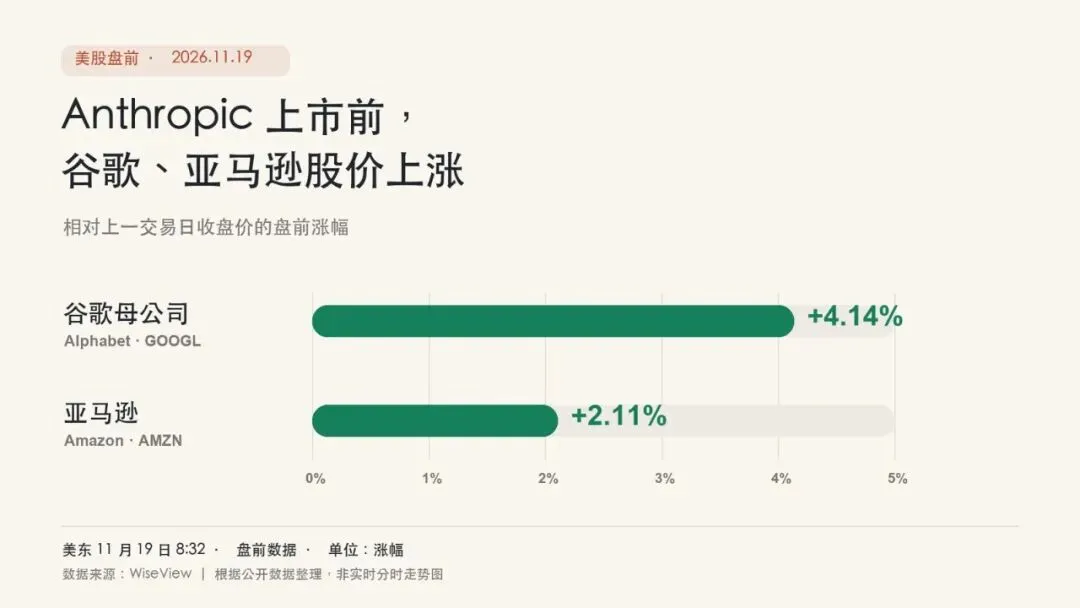 美股盘前 · 2026.11.19
Anthropic 上市前，
谷歌、亚马逊股价上涨
相对上一交易日收盘价的盘前涨幅
谷歌母公司
Alphabet · GOOGL
+4.14%
亚马逊
Amazon · AMZN
+2.11%
0% 1% 2% 3% 4% 5%
美东 11 月 19 日 8:32 · 盘前数据 · 单位：涨幅
数据来源：WiseView | 根据公开数据整理，非实时分时走势图